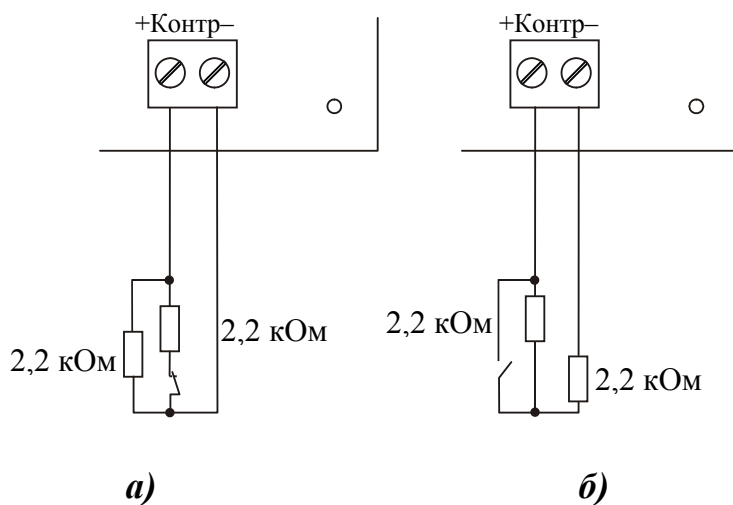 +Контр–
+Контр–
2,2 кОм
2,2 кОм
2,2 кОм
2,2 кОм
а)
б)